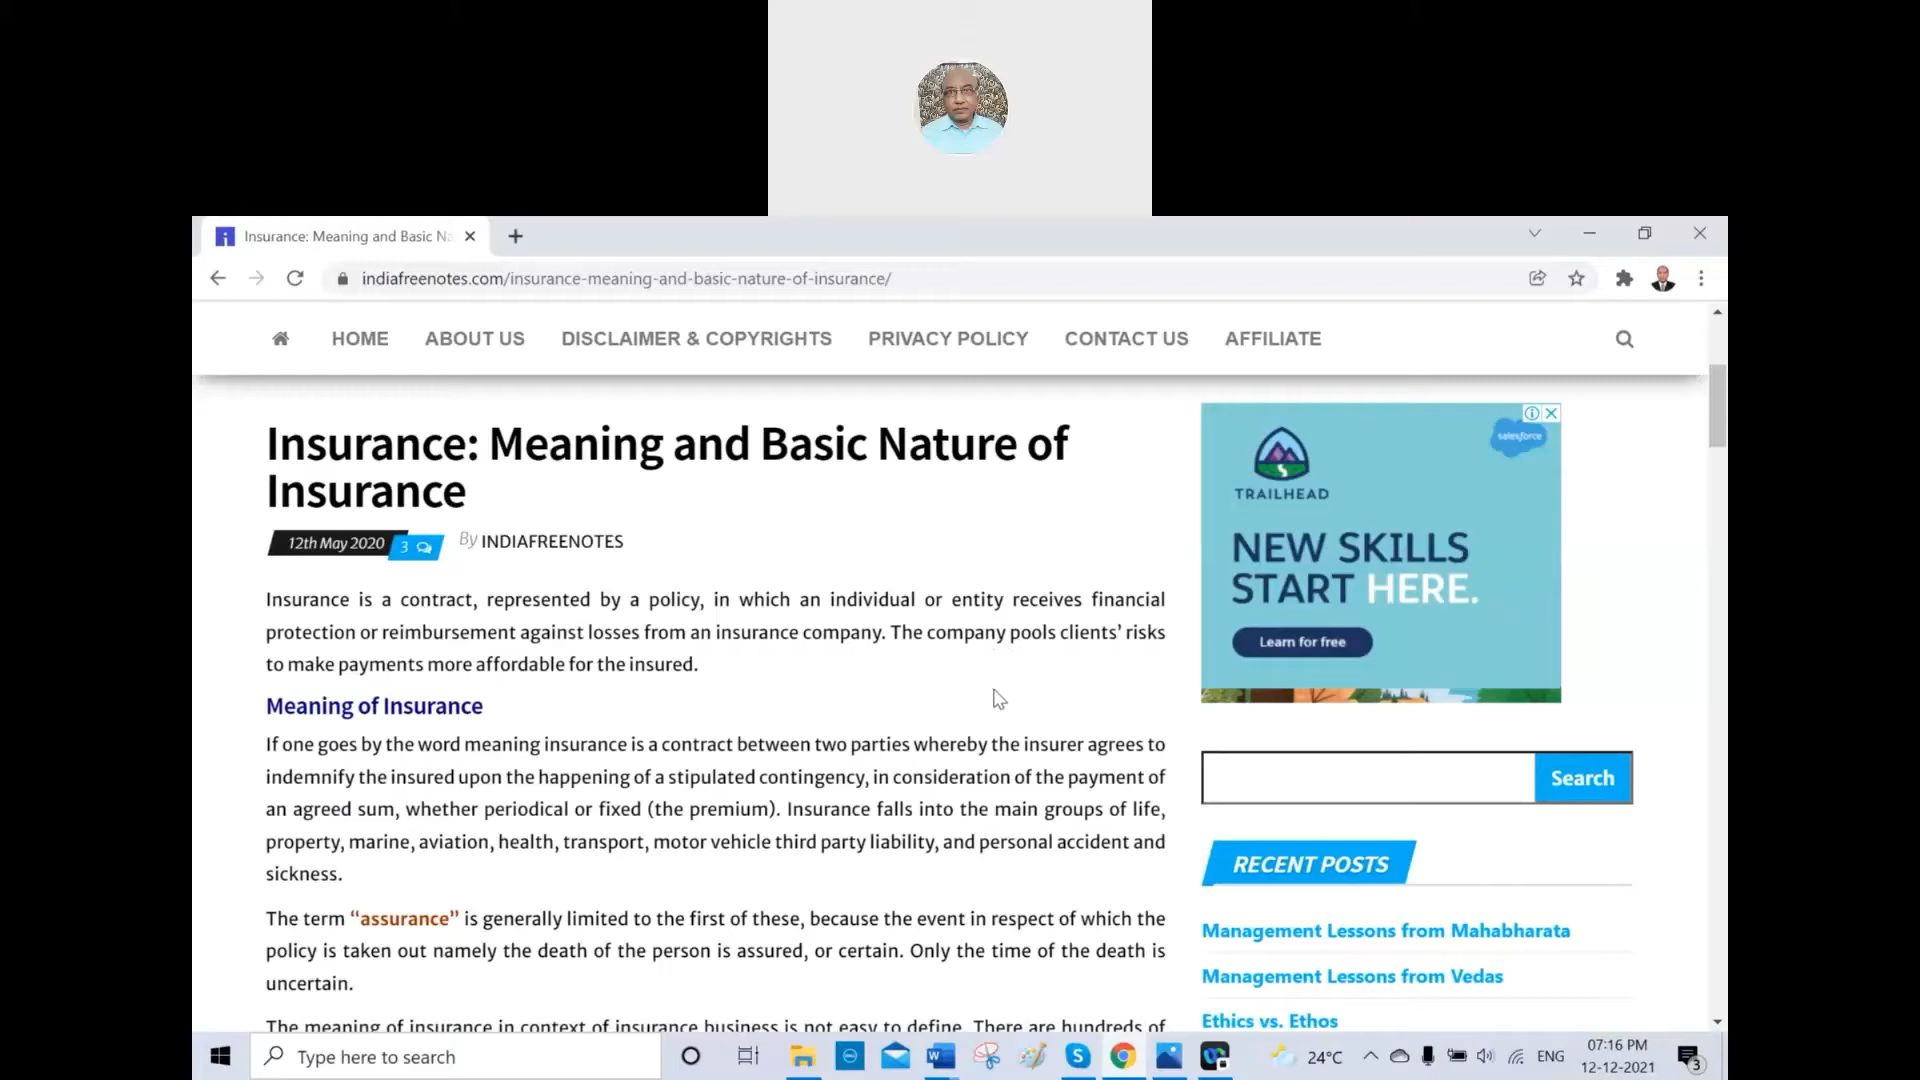 Insurance: Meaning and Basic Na
indiafreenotes.com/insurance-meaning-and-basic-nature-of-insurance/
HOME ABOUT US DISCLAIMER & COPYRIGHTS PRIVACY POLICY CONTACT US AFFILIATE
Insurance: Meaning and Basic Nature of
Insurance
12th May 2020 3 By INDIAFREENOTES
Insurance is a contract, represented by a policy, in which an individual or entity receives financial
protection or reimbursement against losses from an insurance company. The company pools clients’ risks
to make payments more affordable for the insured.
Meaning of Insurance
If one goes by the word meaning insurance is a contract between two parties whereby the insurer agrees to
indemnify the insured upon the happening of a stipulated contingency, in consideration of the payment of
an agreed sum, whether periodical or fixed (the premium). Insurance falls into the main groups of life,
property, marine, aviation, health, transport, motor vehicle third party liability, and personal accident and
sickness.
The term “assurance” is generally limited to the first of these, because the event in respect of which the
policy is taken out namely the death of the person is assured, or certain. Only the time of the death is
uncertain.
The meaning of insurance in context of insurance business is not easy to define. There are hundreds of
salesforce
TRAILHEAD
NEW SKILLS
START HERE.
Learn for free
Search
RECENT POSTS
Management Lessons from Mahabharata
Management Lessons from Vedas
Ethics vs. Ethos
Type here to search
24°C
ENG
07:16 PM
12-12-2021
3